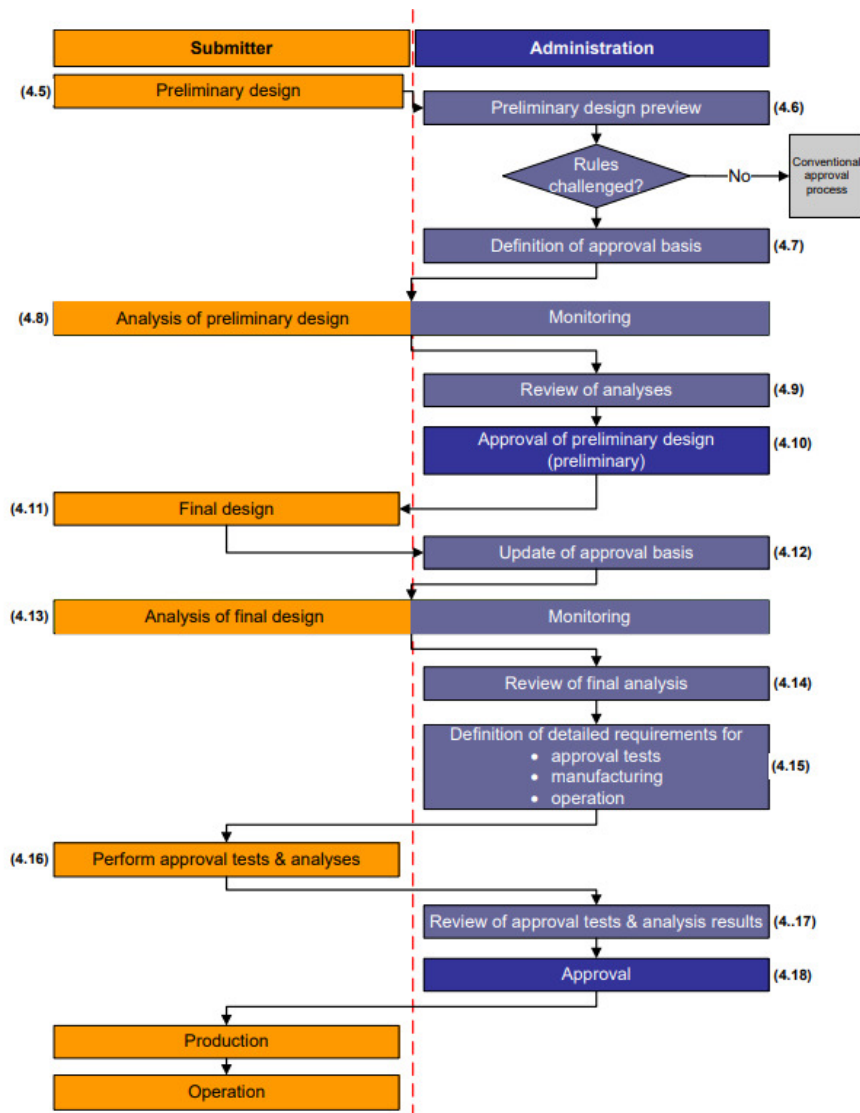 Submitter
Administration
(4.5)
Preliminary design
Preliminary design preview
(4.6)
Rules
challenged?
No
Conventional
approval
process
Definition of approval basis
(4.7)
(4.8)
Analysis of preliminary design
Monitoring
Review of analyses
(4.9)
Approval of preliminary design
(preliminary)
(4.10)
(4.11)
Final design
Update of approval basis
(4.12)
(4.13)
Analysis of final design
Monitoring
Review of final analysis
(4.14)
Definition of detailed requirements for
• approval tests
• manufacturing
• operation
(4.15)
(4.16)
Perform approval tests & analyses
Review of approval tests & analysis results
(4..17)
Approval
(4.18)
Production
Operation